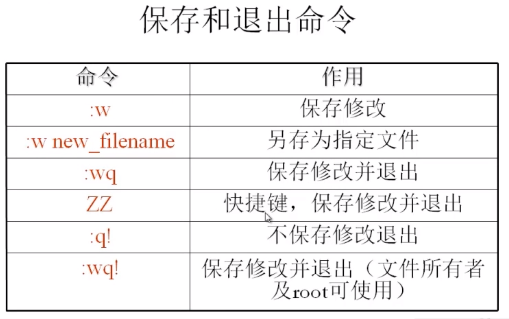 保存和退出命令
命令 作用
:w 保存修改
:w new_filename 另存为指定文件
:wq 保存修改并退出
ZZ 快捷键，保存修改并退出
:q! 不保存修改退出
:wq! 保存修改并退出（文件所有者
及root可使用）